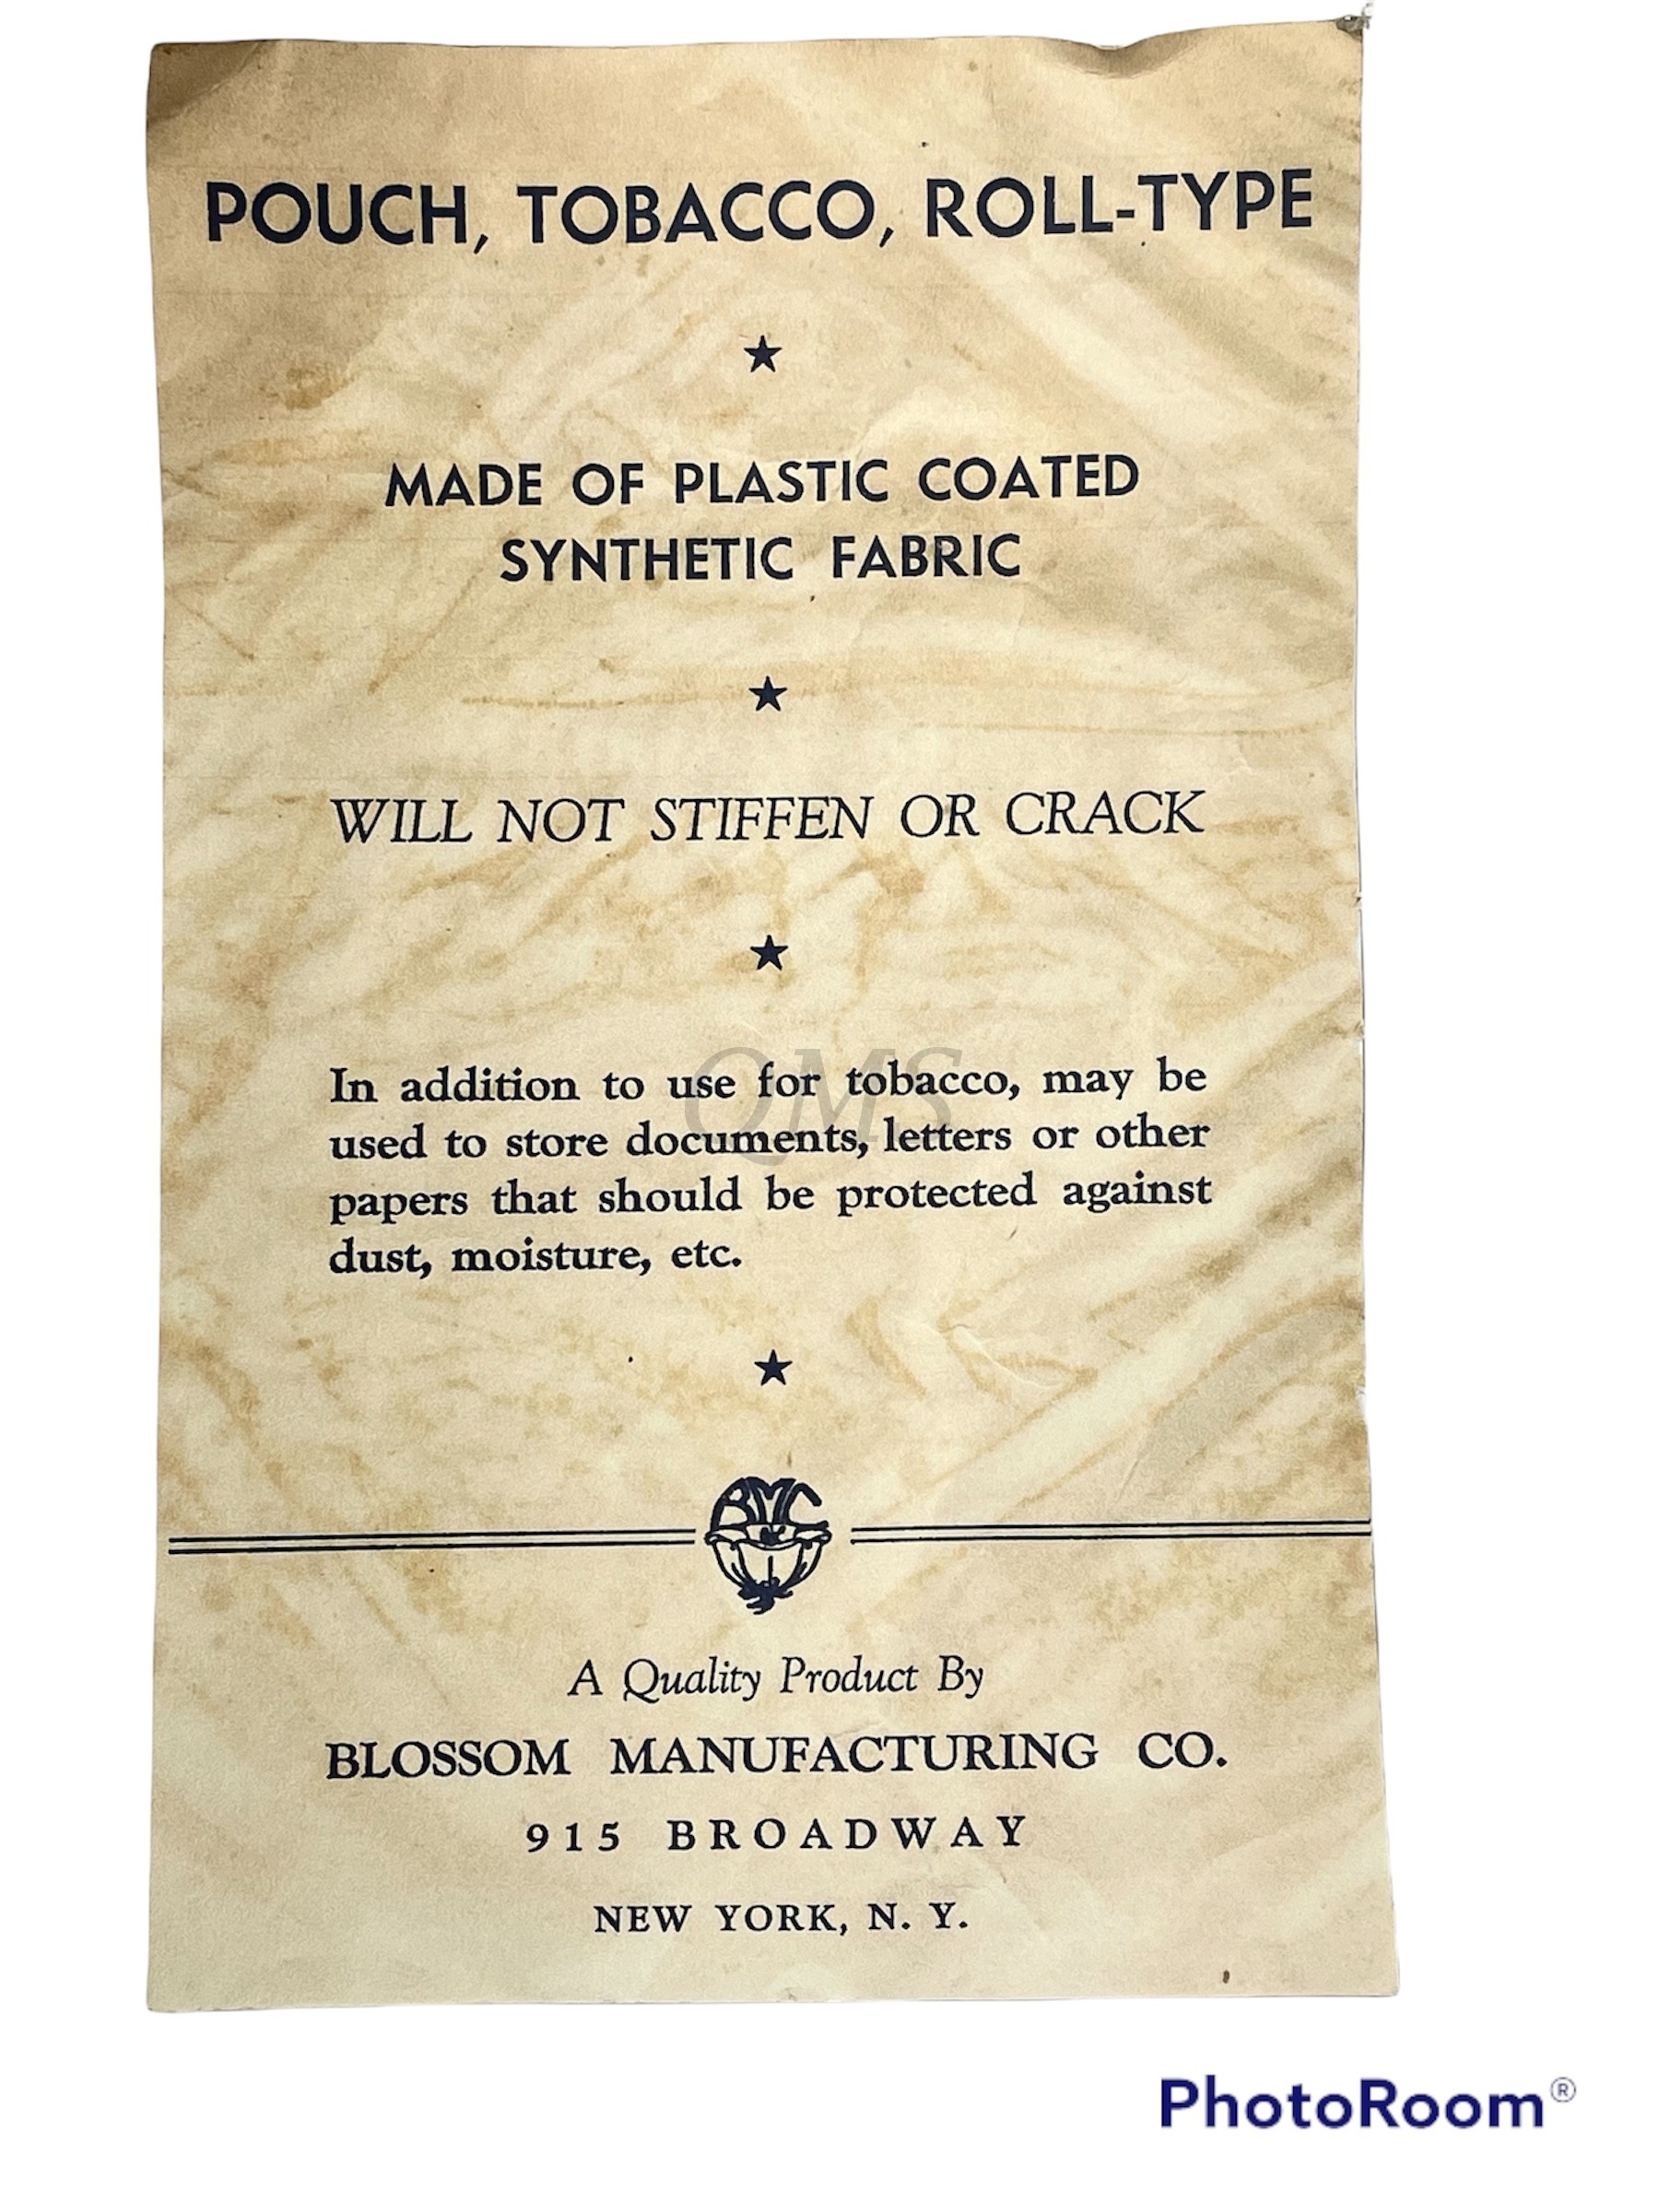 POUCH, TOBACCO, ROLL-TYPE
MADE OF PLASTIC COATED
SYNTHETIC FABRIC
WILL NOT STIFFEN OR CRACK
In addition to use for tobacco, may be
used to store documents, letters or other
papers that should be protected against
dust, moisture, etc.
QMS
BMC
A Quality Product By
BLOSSOM MANUFACTURING CO.
915 BROADWAY
NEW YORK, N. Y.
PhotoRoom®